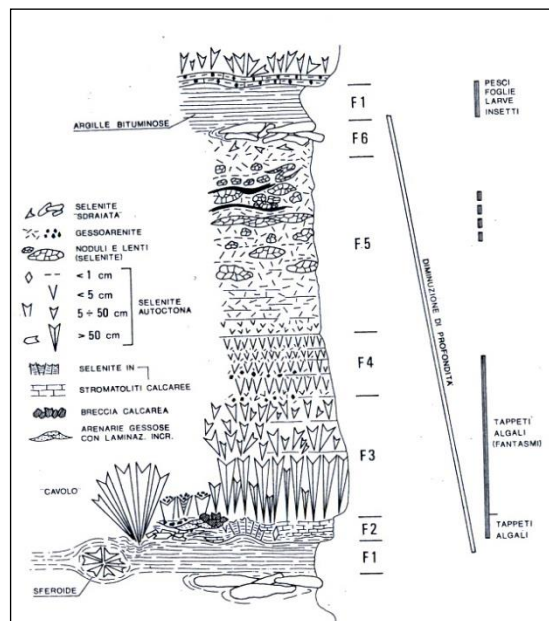 PESCI
FOGLIE
LARVE
INSETTI
F1
ARGILLE BITUMINOSE
F6
SELENITE
"SDRAIATA"
GESSOARENITE
NODULI E LENTI
(SELENITE)
< 1 cm
< 5 cm
5 ÷ 50 cm
> 50 cm
SELENITE
AUTOCTONA
SELENITE IN
STROMATOLITI CALCAREE
BRECCIA CALCAREA
ARENARIE GESSOSE
CON LAMINAZ. INCR.
F.5
F4
F3
F2
F1
DIMINUZIONE DI PROFONDITÀ
TAPPETI
ALGALI
(FANTASMI)
TAPPETI
ALGALI
"CAVOLO"
SFEROIDE